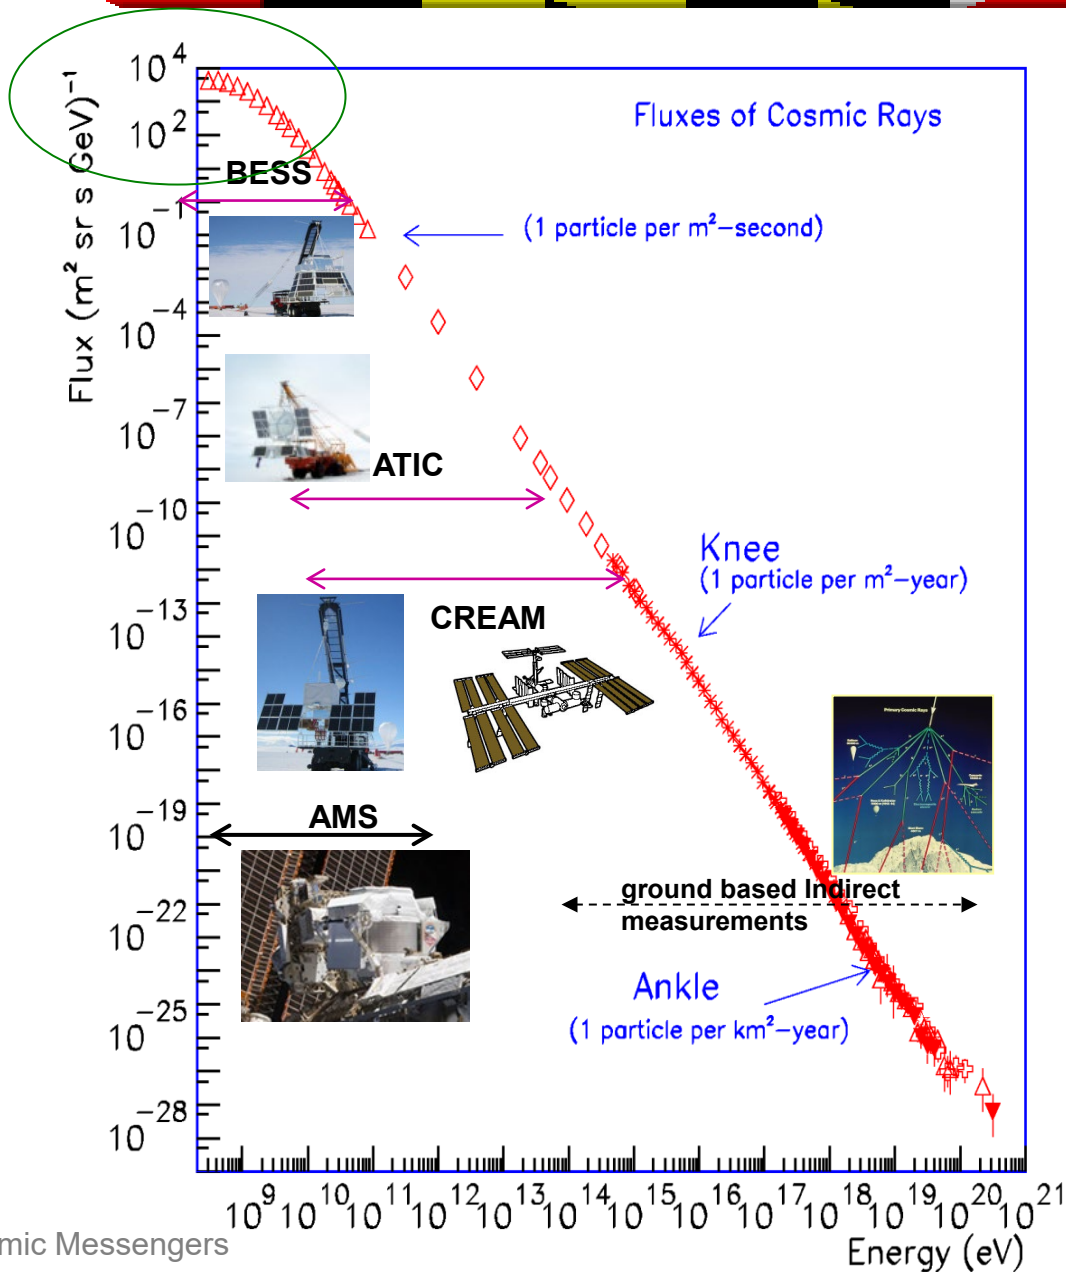 Fluxes of Cosmic Rays
Flux (m² sr s GeV)⁻¹
10⁴
10²
10⁻¹
10⁻⁴
10⁻⁷
10⁻¹⁰
10⁻¹³
10⁻¹⁶
10⁻¹⁹
10⁻²²
10⁻²⁵
10⁻²⁸
BESS
(1 particle per m²−second)
ATIC
Knee
(1 particle per m²−year)
CREAM
Primary Cosmic Rays
AMS
ground based Indirect
measurements
Ankle
(1 particle per km²−year)
10⁹ 10¹⁰ 10¹¹ 10¹² 10¹³ 10¹⁴ 10¹⁵ 10¹⁶ 10¹⁷ 10¹⁸ 10¹⁹ 10²⁰ 10²¹
Energy (eV)
mic Messengers